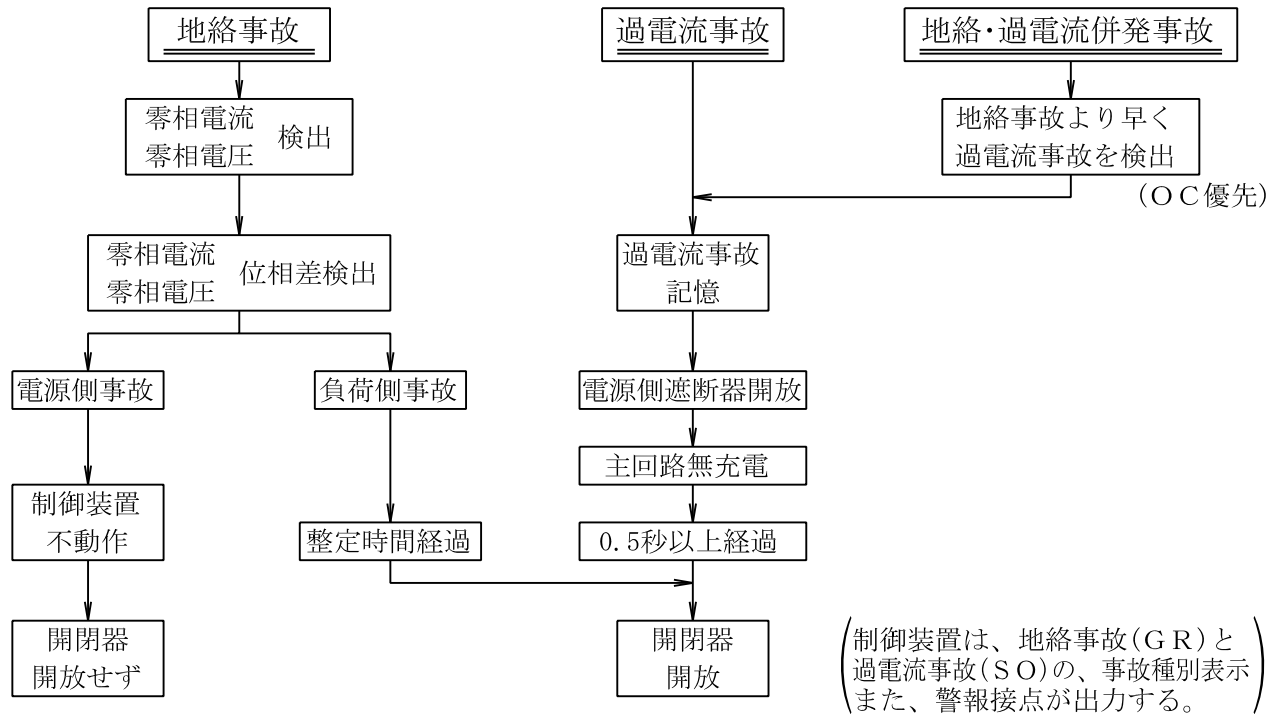 地絡事故
過電流事故
地絡・過電流併発事故
零相電流
零相電圧
検出
地絡事故より早く
過電流事故を検出
(ＯＣ優先)
零相電流
零相電圧
位相差検出
過電流事故
記憶
電源側事故
負荷側事故
電源側遮断器開放
主回路無充電
制御装置
不動作
整定時間経過
0.5秒以上経過
開閉器
開放せず
開閉器
開放
制御装置は、地絡事故(ＧＲ)と
過電流事故(ＳＯ)の、事故種別表示
また、警報接点が出力する。